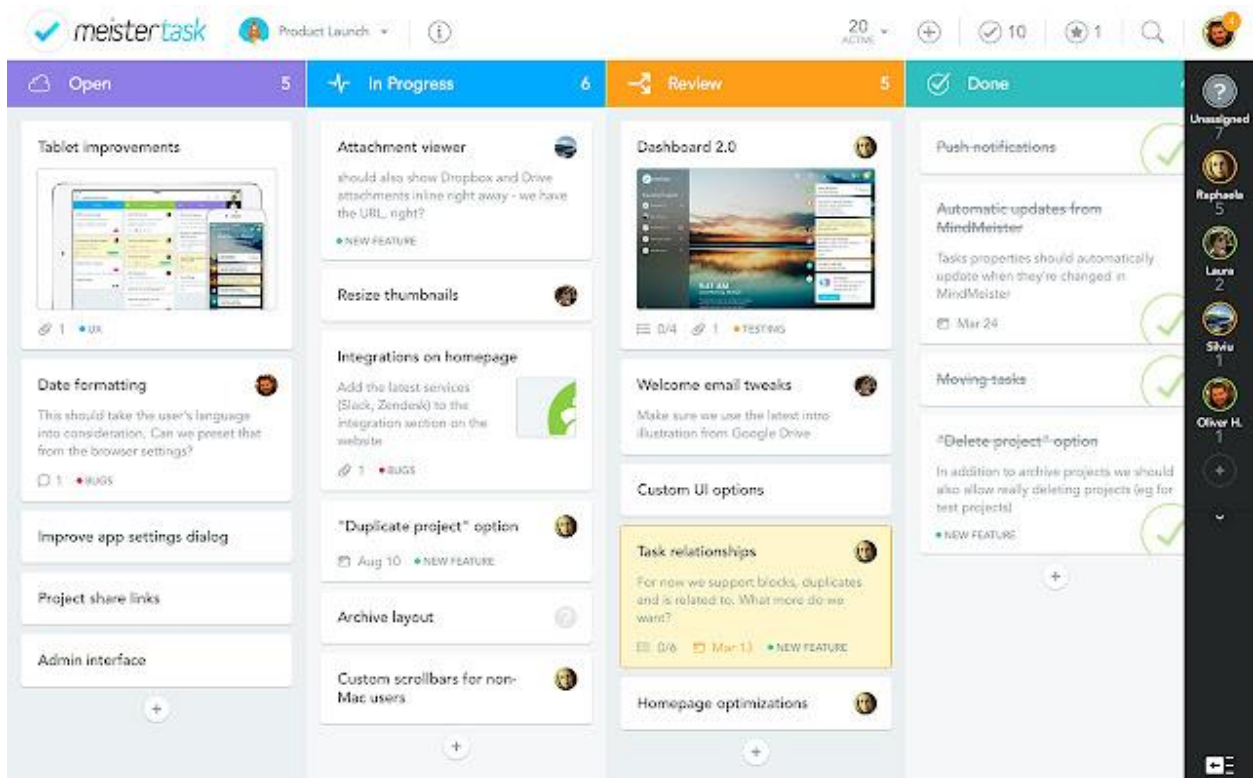 meistertask
Product Launch
20
ACTIVE
10
1
4
Open 5
Tablet improvements
1 UX
Date formatting
This should take the user's language
into consideration. Can we preset that
from the browser settings?
1 BUGS
Improve app settings dialog
Project share links
Admin interface
In Progress 6
Attachment viewer
should also show Dropbox and Drive
attachments inline right away - we have
the URL, right?
NEW FEATURE
Resize thumbnails
Integrations on homepage
Add the latest services
(Slack, Zendesk) to the
integration section on the
website
1 BUGS
"Duplicate project" option
Aug 10 NEW FEATURE
Archive layout
Custom scrollbars for non-
Mac users
Review 5
Dashboard 2.0
9:41 AM
0/4 1 TESTING
Welcome email tweaks
Make sure we use the latest intro
illustration from Google Drive
Custom UI options
Task relationships
For now we support blocks, duplicates
and is related to. What more do we
want?
0/6 Mar 13 NEW FEATURE
Homepage optimizations
Done
Push notifications
Automatic updates from
MindMeister
Tasks properties should automatically
update when they're changed in
MindMeister
Mar 24
Moving tasks
"Delete project" option
In addition to archive projects we should
also allow really deleting projects (eg for
test projects)
NEW FEATURE
Unassigned
7
Raphaela
5
Laura
2
Silviu
1
Oliver H.
1